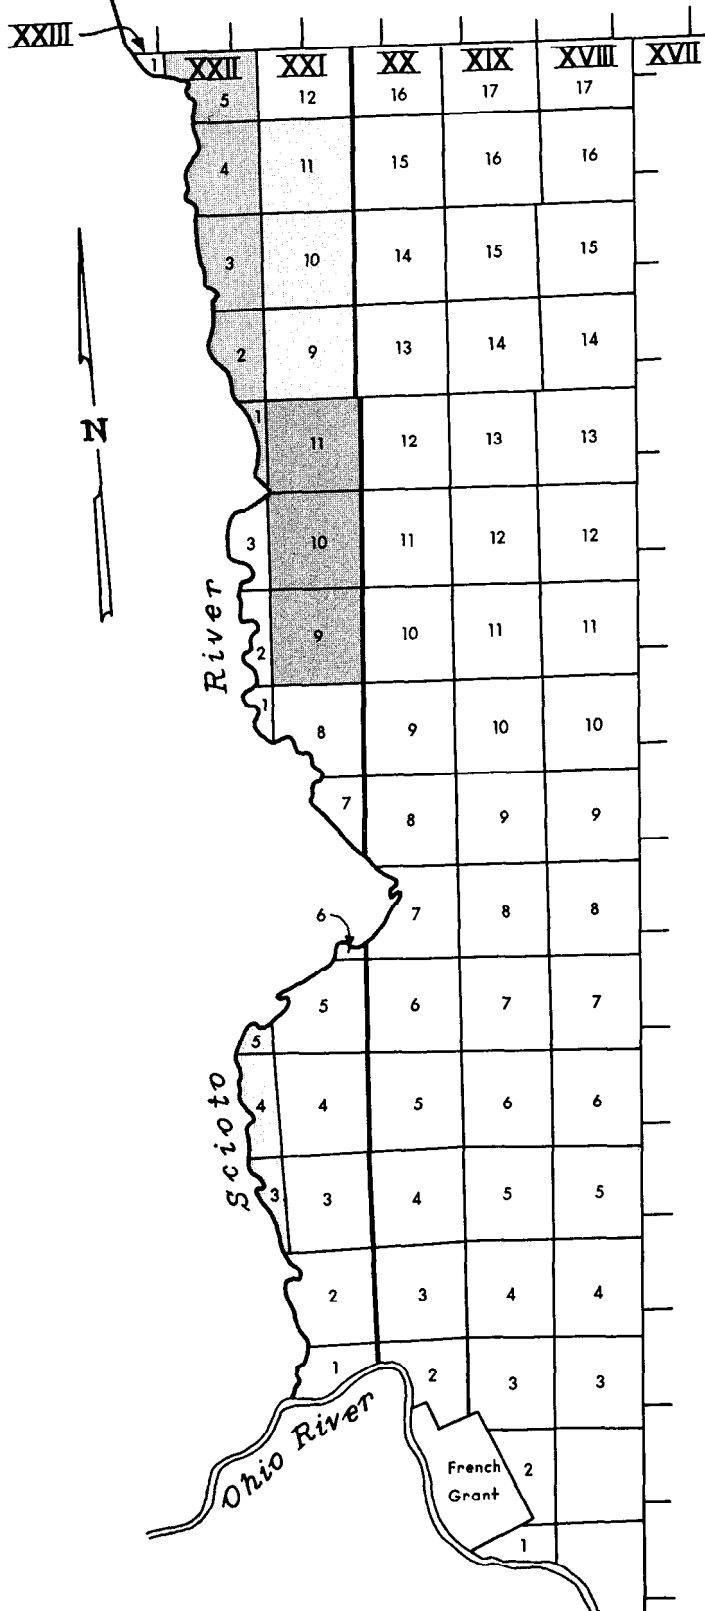 XXIII
1 XXII XXI XX XIX XVIII XVII
5 12 16 17 17
4 11 15 16 16
3 10 14 15 15
2 9 13 14 14
1 11 12 13 13
N
3 10 11 12 12
2 9 10 11 11
River
1 8 9 10 10
7 8 9 9
6 7 8 8
5 6 7 7
5
4 4 5 6 6
Scioto
3 3 4 5 5
2 3 4 4
1 2 3 3
Ohio River
French 2
Grant
1